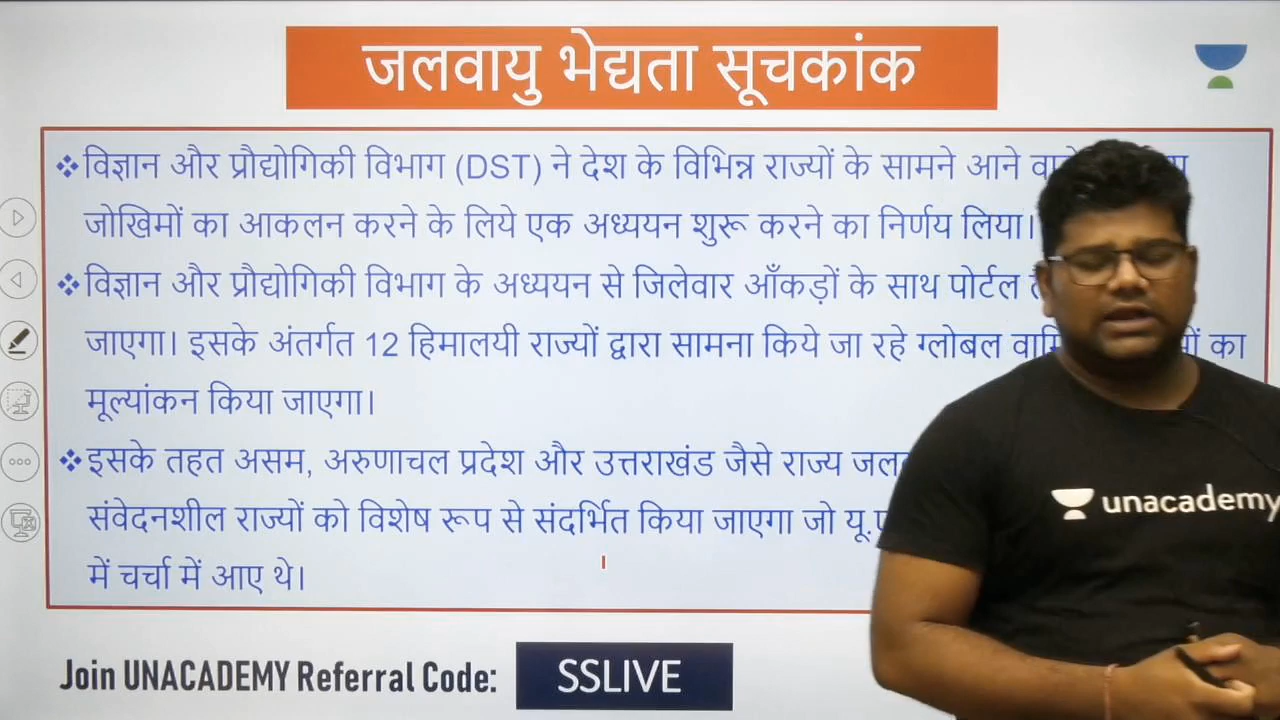 जलवायु भेद्यता सूचकांक
❖ विज्ञान और प्रौद्योगिकी विभाग (DST) ने देश के विभिन्न राज्यों के सामने आने
जोखिमों का आकलन करने के लिये एक अध्ययन शुरू करने का निर्णय लिया।
❖ विज्ञान और प्रौद्योगिकी विभाग के अध्ययन से जिलेवार आँकड़ों के साथ पोर्टल
जाएगा। इसके अंतर्गत 12 हिमालयी राज्यों द्वारा सामना किये जा रहे ग्लोबल का
मूल्यांकन किया जाएगा।
❖ इसके तहत असम, अरुणाचल प्रदेश और उत्तराखंड जैसे राज्य
संवेदनशील राज्यों को विशेष रूप से संदर्भित किया जाएगा जो
में चर्चा में आए थे।
unacademy
Join UNACADEMY Referral Code:
SSLIVE